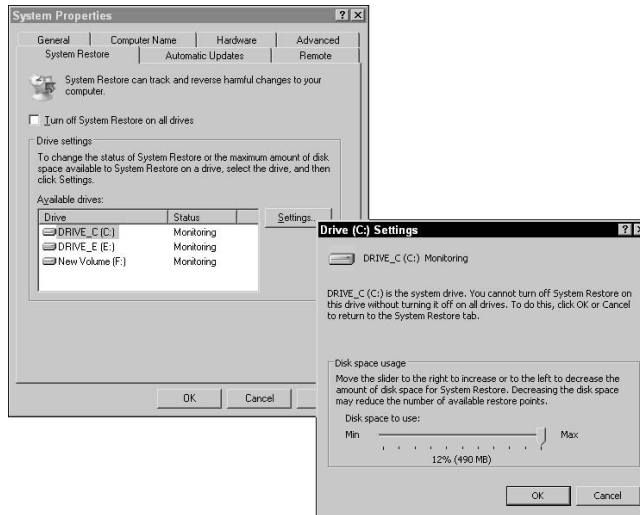 System Properties
General Computer Name Hardware Advanced
System Restore Automatic Updates Remote
System Restore can track and reverse harmful changes to your
computer.
Turn off System Restore on all drives
Drive settings
To change the status of System Restore or the maximum amount of disk
space available to System Restore on a drive, select the drive, and then
click Settings.
Available drives:
Drive Status
DRIVE_C (C:) Monitoring
DRIVE_E (E:) Monitoring
New Volume (F:) Monitoring
Settings...
OK Cancel
Drive (C:) Settings
DRIVE_C (C:) Monitoring
DRIVE_C (C:) is the system drive. You cannot turn off System Restore on
this drive without turning it off on all drives. To do this, click OK or Cancel
to return to the System Restore tab.
Disk space usage
Move the slider to the right to increase or to the left to decrease the
amount of disk space for System Restore. Decreasing the disk space
may reduce the number of available restore points.
Disk space to use:
Min Max
12% (490 MB)
OK Cancel